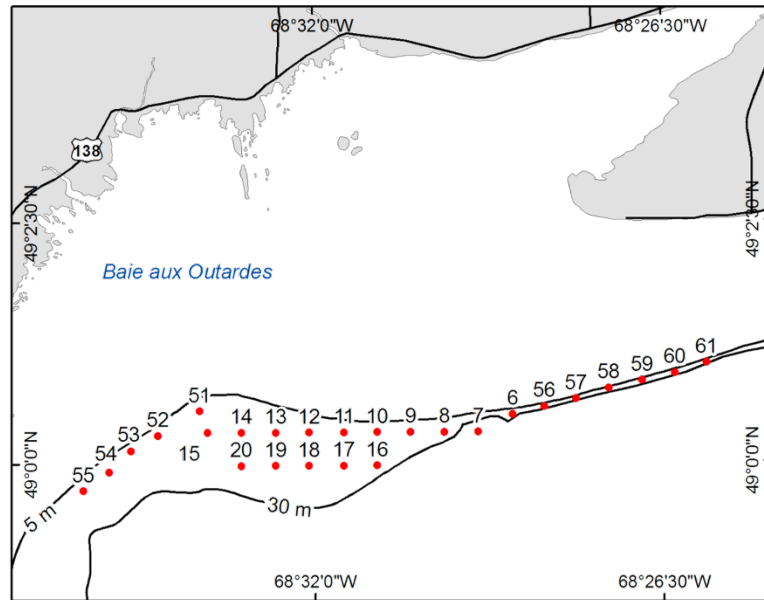 68°32'0"W 68°26'30"W
138
49°2'30"N 49°2'30"N
Baie aux Outardes
61
60
59
58
57
56
6
51
14 13 12 11 10 9 8 7
52
53
15
54
20 19 18 17 16
55
49°0'0"N 49°0'0"N
5 m
30 m
68°32'0"W 68°26'30"W